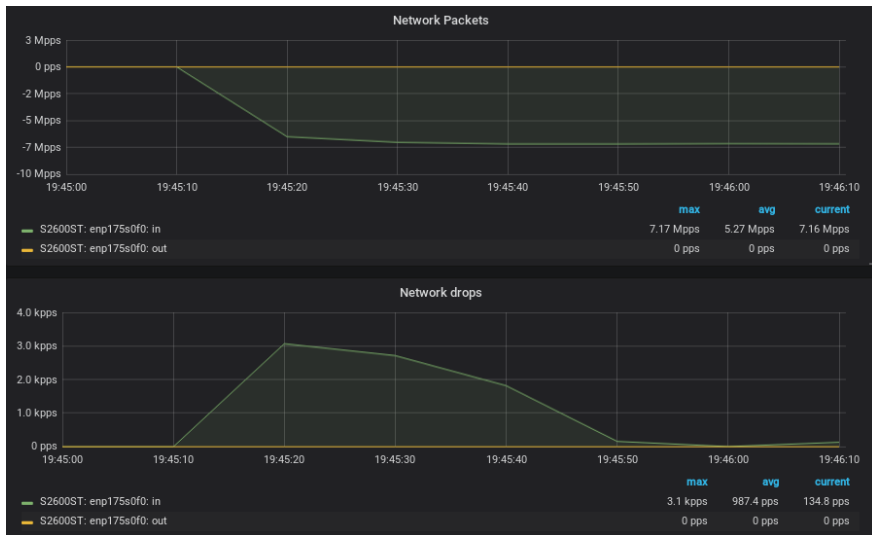 Network Packets
3 Mpps
0 pps
-2 Mpps
-5 Mpps
-7 Mpps
-10 Mpps
19:45:00 19:45:10 19:45:20 19:45:30 19:45:40 19:45:50 19:46:00 19:46:10
max avg current
S2600ST: enp175s0f0: in 7.17 Mpps 5.27 Mpps 7.16 Mpps
S2600ST: enp175s0f0: out 0 pps 0 pps 0 pps
Network drops
4.0 kpps
3.0 kpps
2.0 kpps
1.0 kpps
0 pps
19:45:00 19:45:10 19:45:20 19:45:30 19:45:40 19:45:50 19:46:00 19:46:10
max avg current
S2600ST: enp175s0f0: in 3.1 kpps 987.4 pps 134.8 pps
S2600ST: enp175s0f0: out 0 pps 0 pps 0 pps